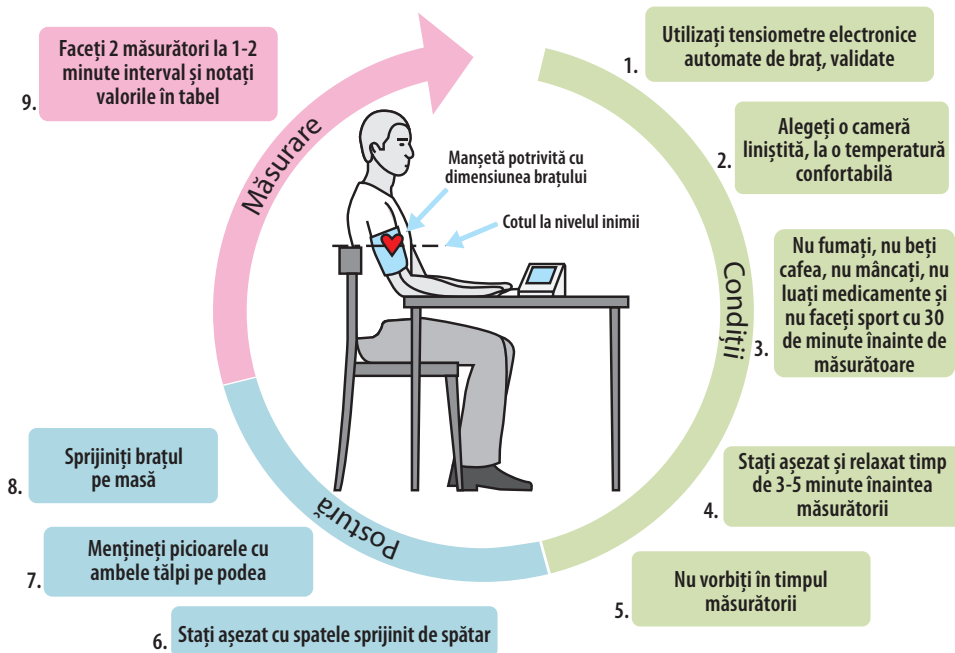 1. Utilizați tensiometre electronice
automate de braț, validate
2. Alegeți o cameră
liniștită, la o temperatură
confortabilă
3. Nu fumați, nu beți
cafea, nu mâncați, nu
luați medicamente și
nu faceți sport cu 30
de minute înainte de
măsurătoare
4. Stați așezat și relaxat timp
de 3-5 minute înaintea
măsurătorii
5. Nu vorbiți în timpul
măsurătorii
6. Stați așezat cu spatele sprijinit de spătar
7. Mențineți picioarele cu
ambele tălpi pe podea
8. Sprijiniți brațul
pe masă
9. Faceți 2 măsurători la 1-2
minute interval și notați
valorile în tabel
Condiţii
Postură
Măsurare
Manșetă potrivită cu
dimensiunea brațului
Cotul la nivelul inimii